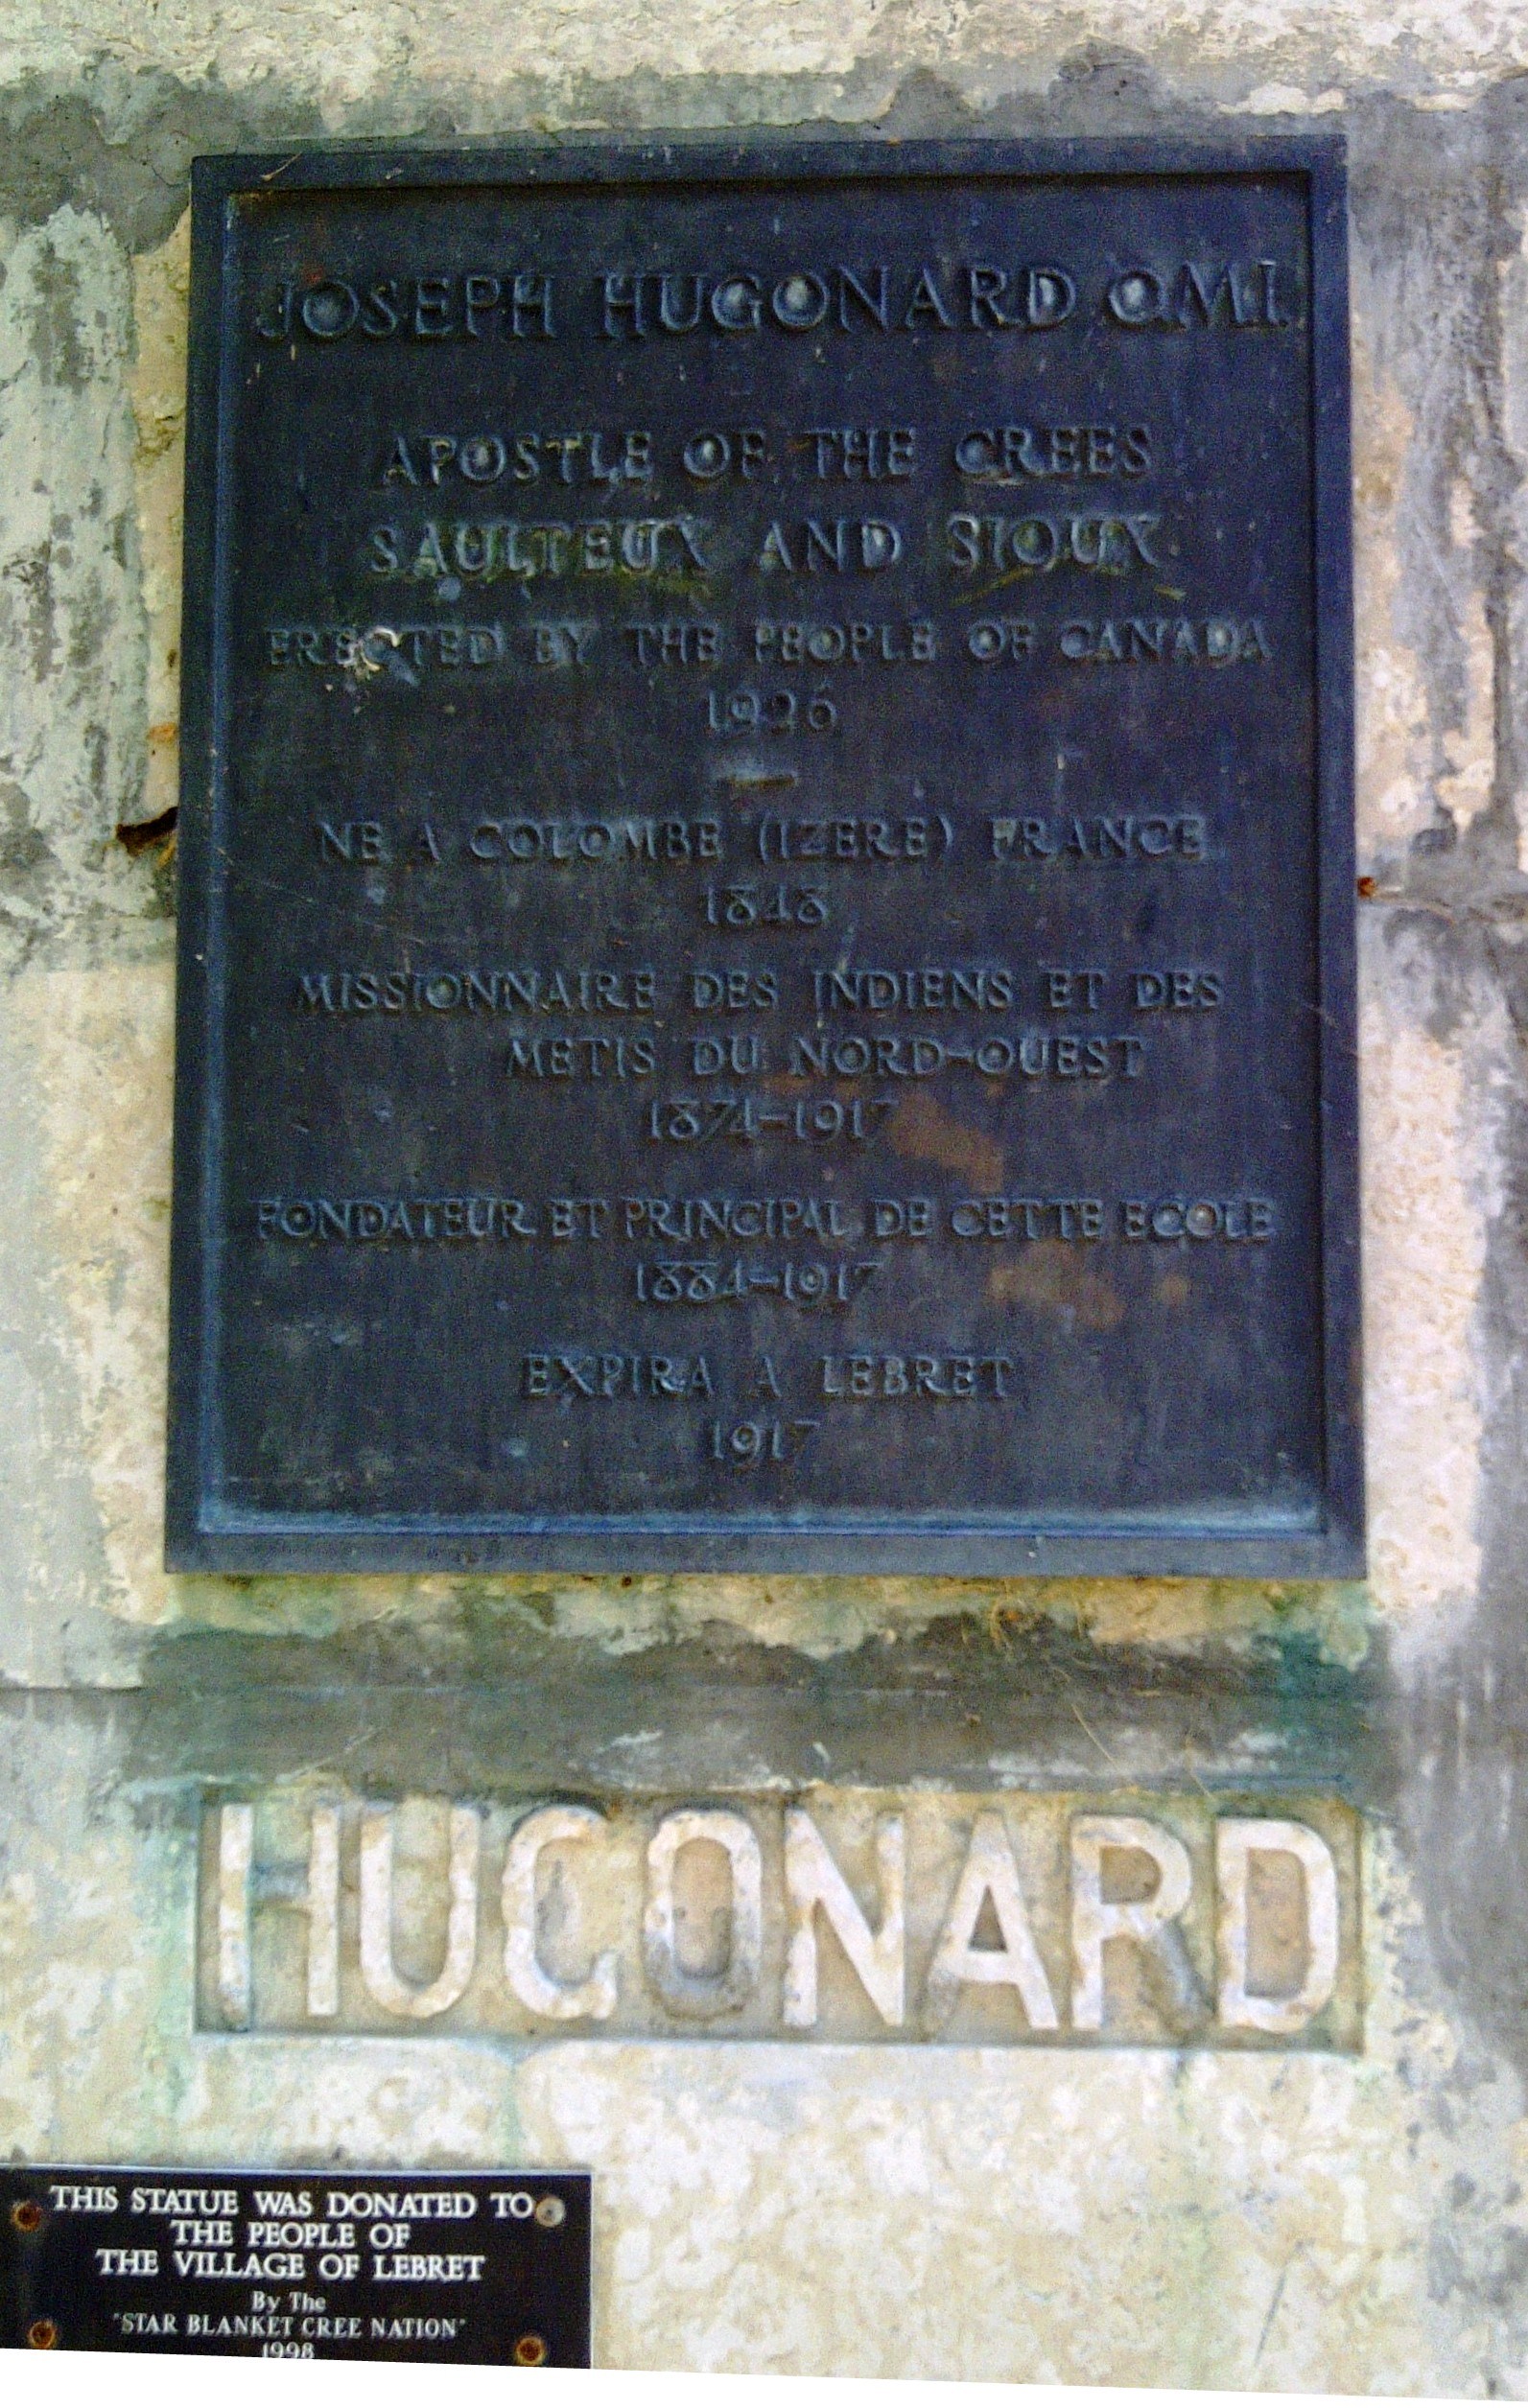 JOSEPH HUGONARD OMI
APOSTLE OF THE CREES
SAULTEUX AND SIOUX
ERECTED BY THE PEOPLE OF CANADA
1926
—
NE A COLOMBE (IZERE) FRANCE
1848
MISSIONNAIRE DES INDIENS ET DES
METIS DU NORD-OUEST
1874-1917
FONDATEUR ET PRINCIPAL DE CETTE ECOLE
1884-1917
EXPIRA A LEBRET
1917
HUGONARD
THIS STATUE WAS DONATED TO
THE PEOPLE OF
THE VILLAGE OF LEBRET
By The
"STAR BLANKET CREE NATION"
1998